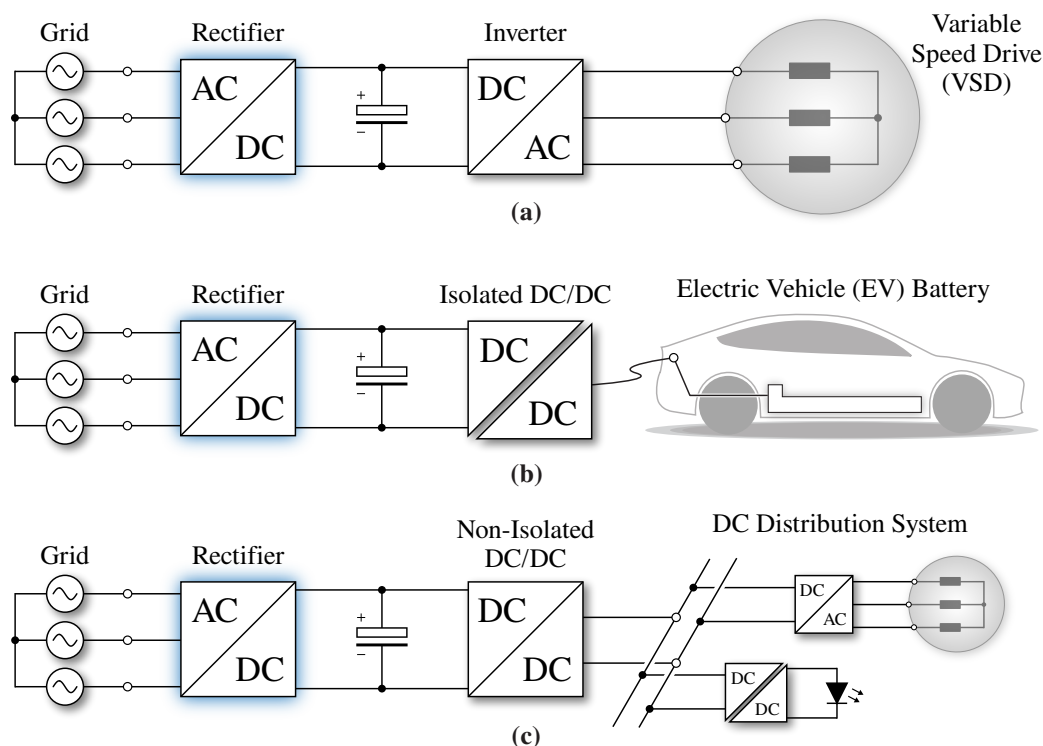 Grid
Rectifier
Inverter
Variable
Speed Drive
(VSD)
AC
DC
+
−
DC
AC
(a)
Grid
Rectifier
Isolated DC/DC
Electric Vehicle (EV) Battery
AC
DC
+
−
DC
DC
(b)
Grid
Rectifier
Non-Isolated
DC/DC
DC Distribution System
AC
DC
+
−
DC
DC
DC
AC
DC
DC
(c)